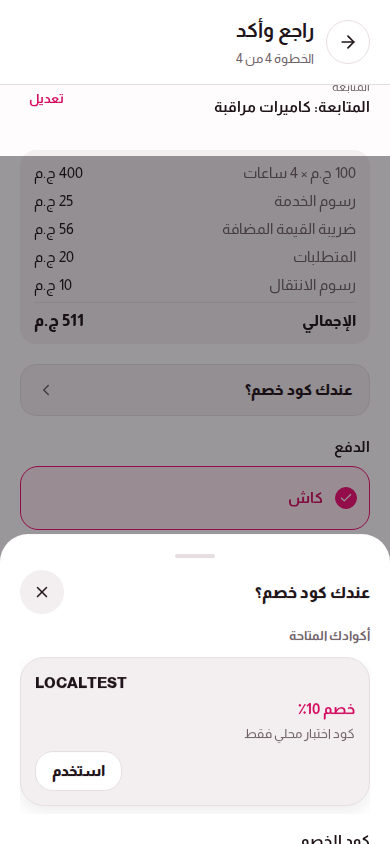 راجع وأكد
الخطوة 4 من 4
المتابعة
تعديل
المتابعة: كاميرات مراقبة
100 ج.م × 4 ساعات 400 ج.م
رسوم الخدمة 25 ج.م
ضريبة القيمة المضافة 56 ج.م
المتطلبات 20 ج.م
رسوم الانتقال 10 ج.م
الإجمالي 511 ج.م
عندك كود خصم؟
الدفع
كاش
عندك كود خصم؟
أكوادك المتاحة
LOCALTEST
خصم 10٪
كود اختبار محلي فقط
استخدم
كود الخصم